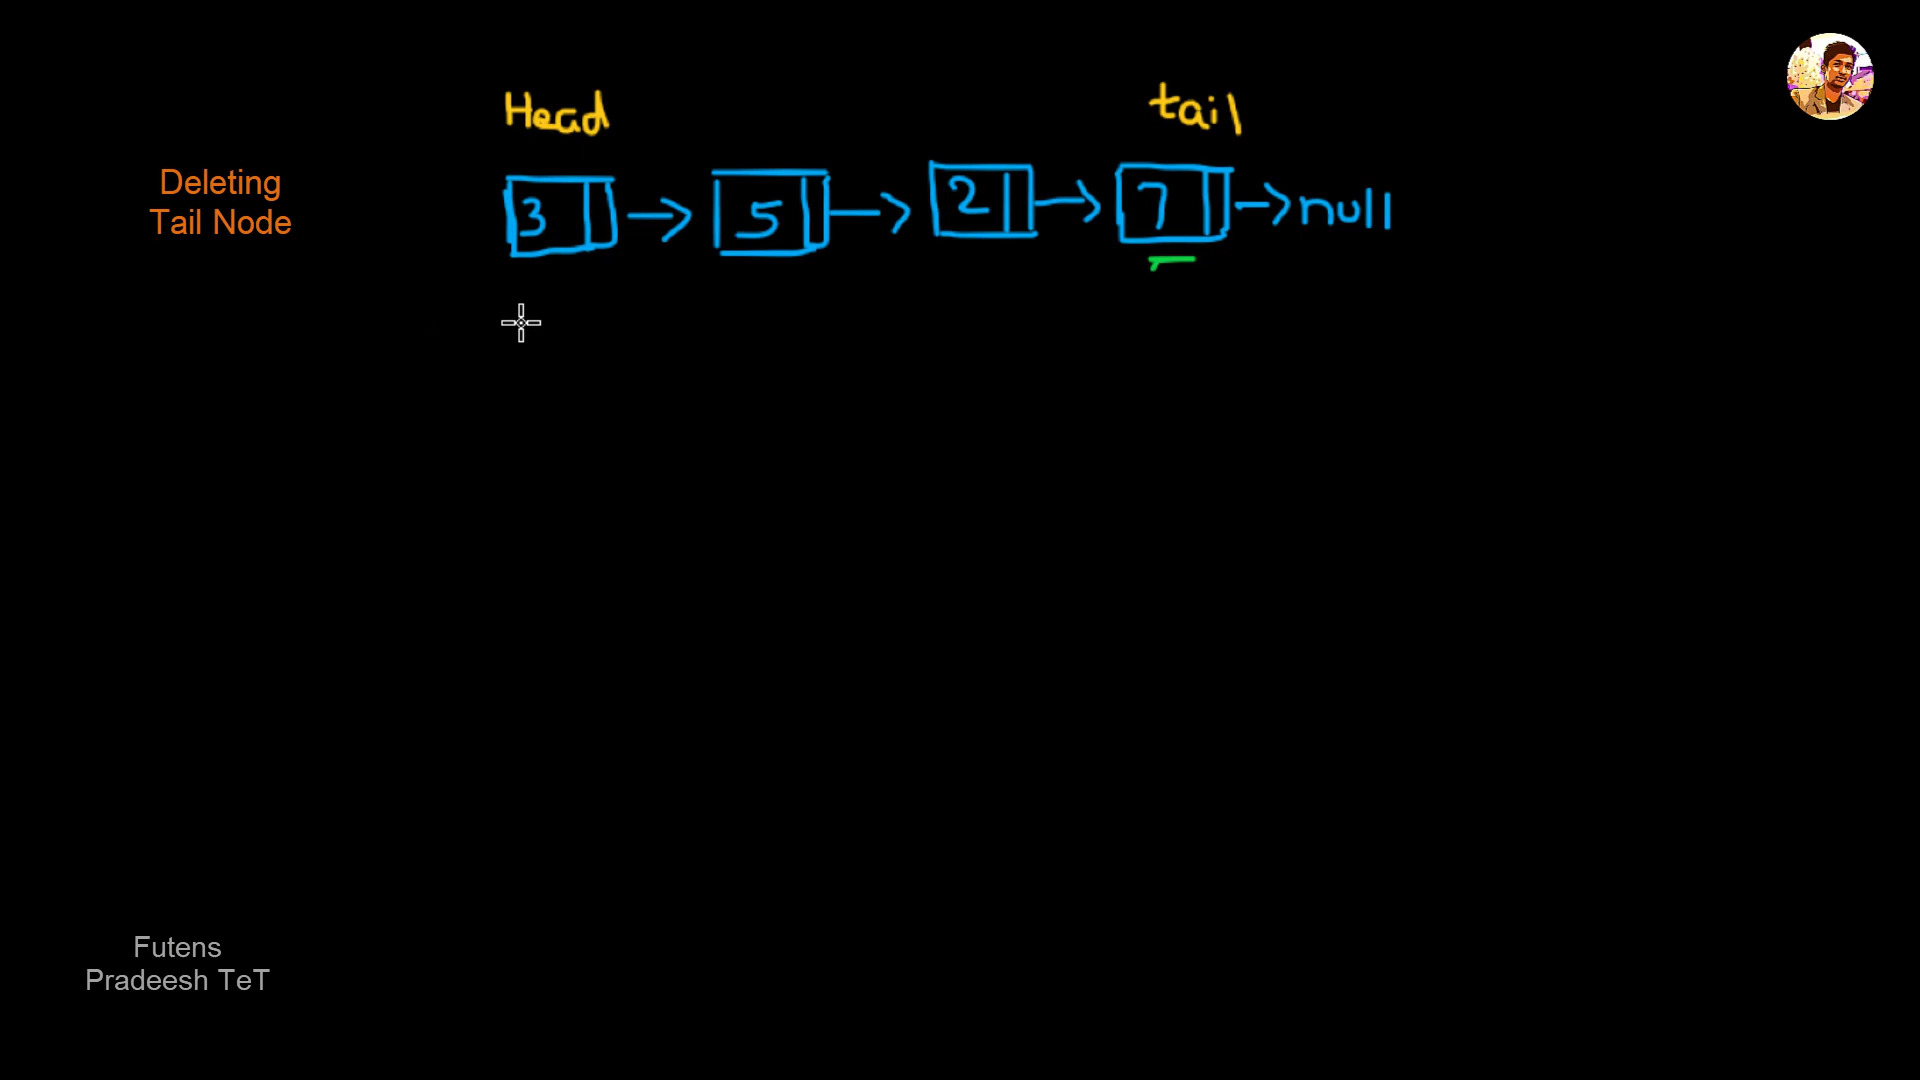 Head tail
Deleting
Tail Node
3 → 5 → 2 → 7 → null
Futens
Pradeesh TeT